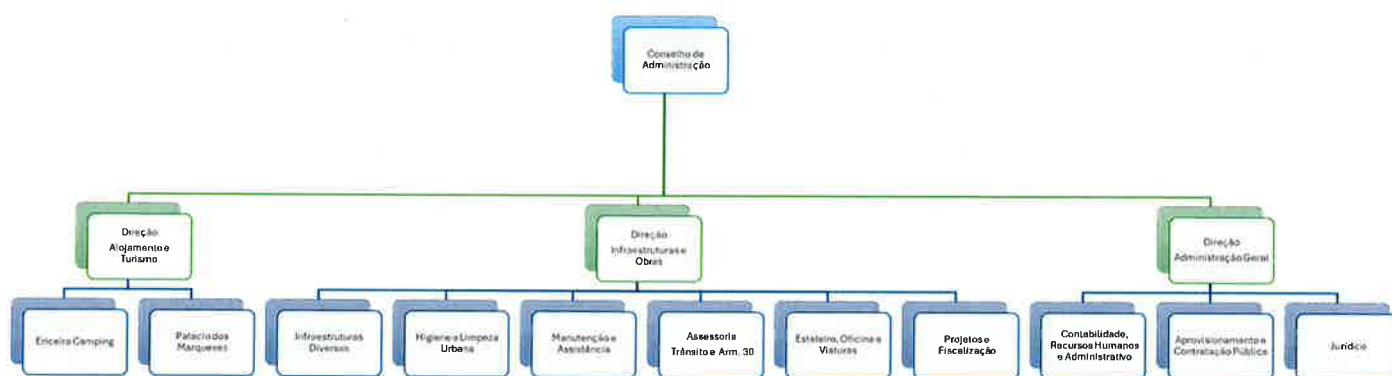 Conselho de
Administração
Direção
Alojamento e
Turismo
Direção
Infraestruturas e
Obras
Direção
Administração Geral
Ericeira Camping
Palacio dos
Marqueses
Infraestruturas
Diversas
Higiene e Limpeza
Urbana
Manutenção e
Assistência
Assessoria
Trânsito e Arm. 30
Estaleiro, Oficina e
Viaturas
Projetos e
Fiscalização
Contabilidade,
Recursos Humanos
e Administrativo
Aprovisionamento e
Contratação Pública
Jurídico